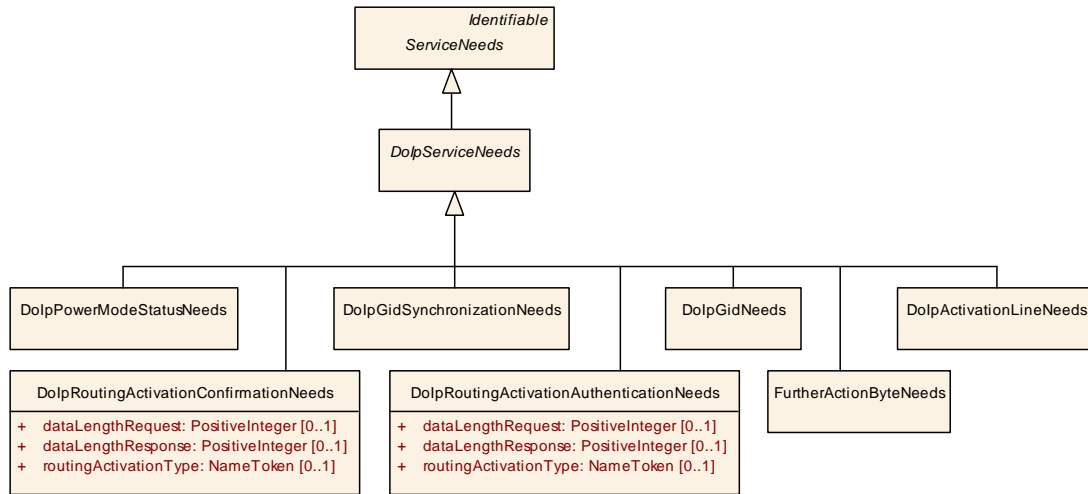 Identifiable
ServiceNeeds
DoIpServiceNeeds
DoIpPowerModeStatusNeeds
DoIpGidSynchronizationNeeds
DoIpGidNeeds
DoIpActivationLineNeeds
DoIpRoutingActivationConfirmationNeeds
+ dataLengthRequest: PositiveInteger [0..1]
+ dataLengthResponse: PositiveInteger [0..1]
+ routingActivationType: NameToken [0..1]
DoIpRoutingActivationAuthenticationNeeds
+ dataLengthRequest: PositiveInteger [0..1]
+ dataLengthResponse: PositiveInteger [0..1]
+ routingActivationType: NameToken [0..1]
FurtherActionByteNeeds